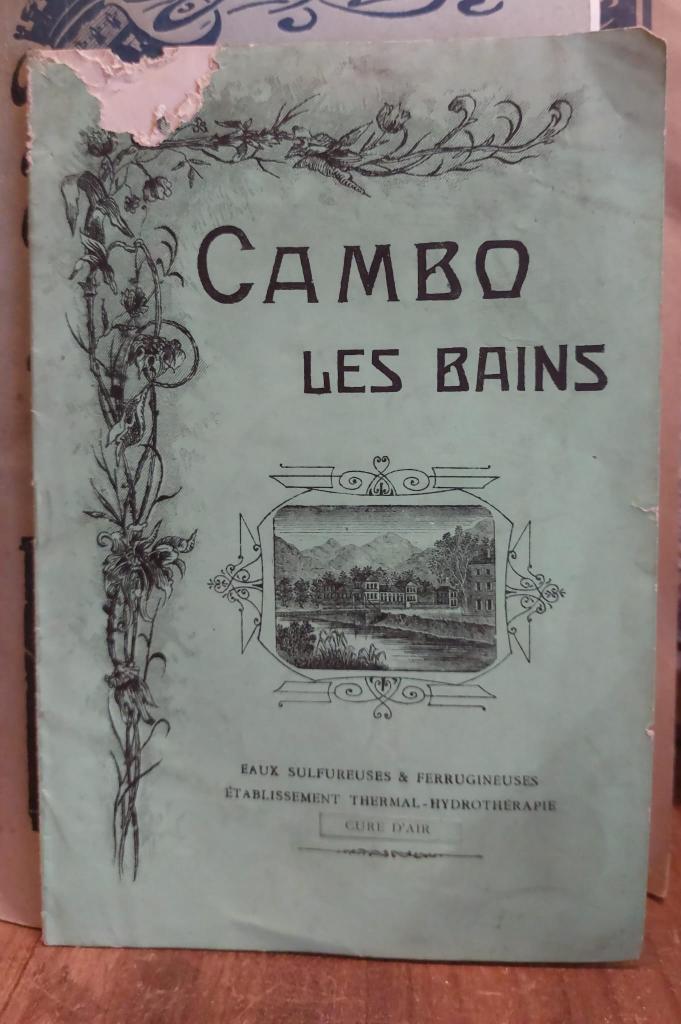 CAMBO
LES BAINS
EAUX SULFUREUSES & FERRUGINEUSES
ÉTABLISSEMENT THERMAL-HYDROTHÉRAPIE
CURE D'AIR